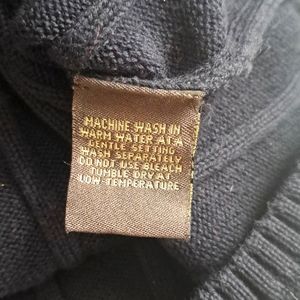 MACHINE WASH IN
WARM WATER AT A
GENTLE SETTING
WASH SEPARATELY
DO NOT USE BLEACH
TUMBLE DRY AT
LOW-TEMPERATURE